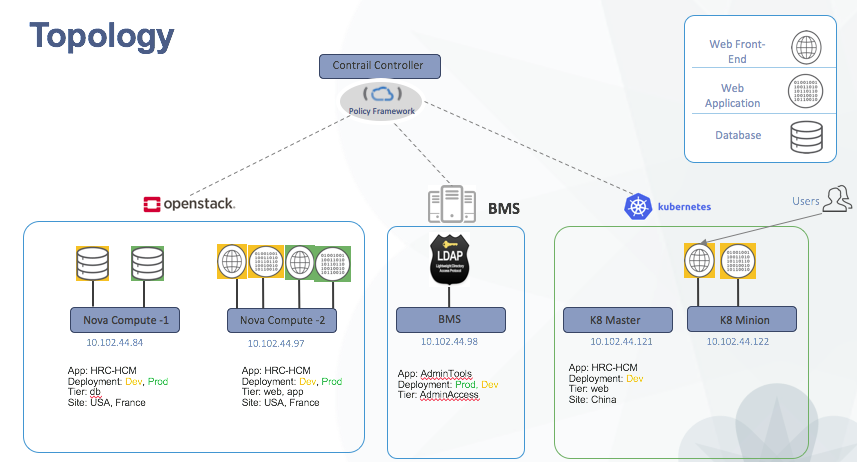 Topology
Contrail Controller
Policy Framework
Web Front-
End
Web
Application
Database
openstack.
BMS
kubernetes
Users
LDAP
Lightweight Directory
Access Protocol
Nova Compute -1
10.102.44.84
App: HRC-HCM
Deployment: Dev, Prod
Tier: db
Site: USA, France
Nova Compute -2
10.102.44.97
App: HRC-HCM
Deployment: Dev, Prod
Tier: web, app
Site: USA, France
BMS
10.102.44.98
App: AdminTools
Deployment: Prod, Dev
Tier: AdminAccess
K8 Master
10.102.44.121
App: HRC-HCM
Deployment: Dev
Tier: web
Site: China
K8 Minion
10.102.44.122